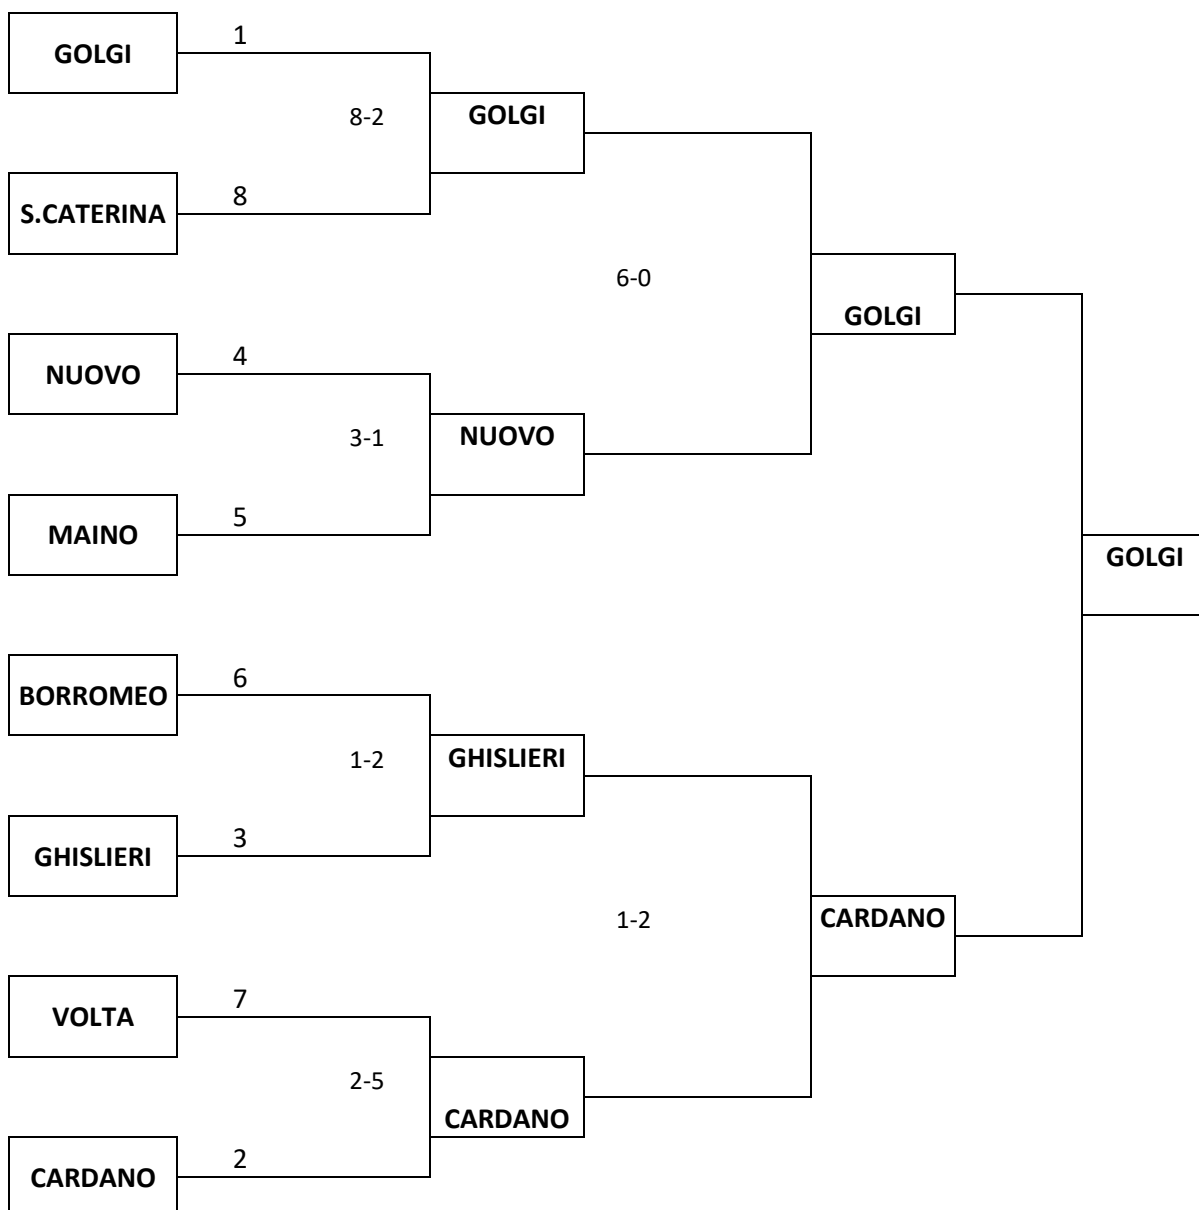 1
GOLGI
8-2
GOLGI
8
S.CATERINA
6-0
GOLGI
4
NUOVO
3-1
NUOVO
5
MAINO
GOLGI
6
BORROMEO
1-2
GHISLIERI
3
GHISLIERI
1-2
CARDANO
7
VOLTA
2-5
CARDANO
2
CARDANO